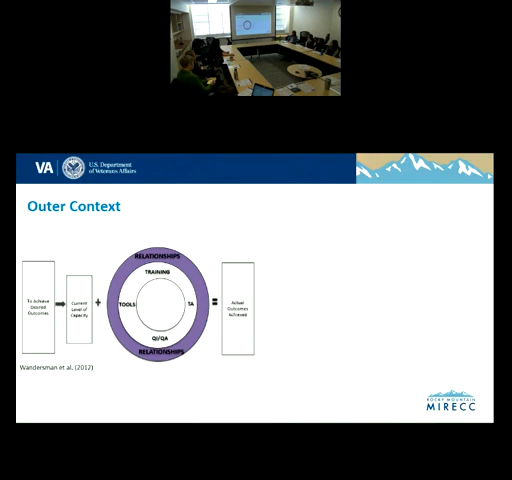 VA
U.S. Department
of Veterans Affairs
Outer Context
To Achieve
Desired
Outcomes
Current
Level of
Capacity
+
RELATIONSHIPS
TRAINING
TOOLS
TA
QI/QA
RELATIONSHIPS
=
Actual
Outcomes
Achieved
Wandersman et al. (2012)
ROCKY MOUNTAIN
MIRECC